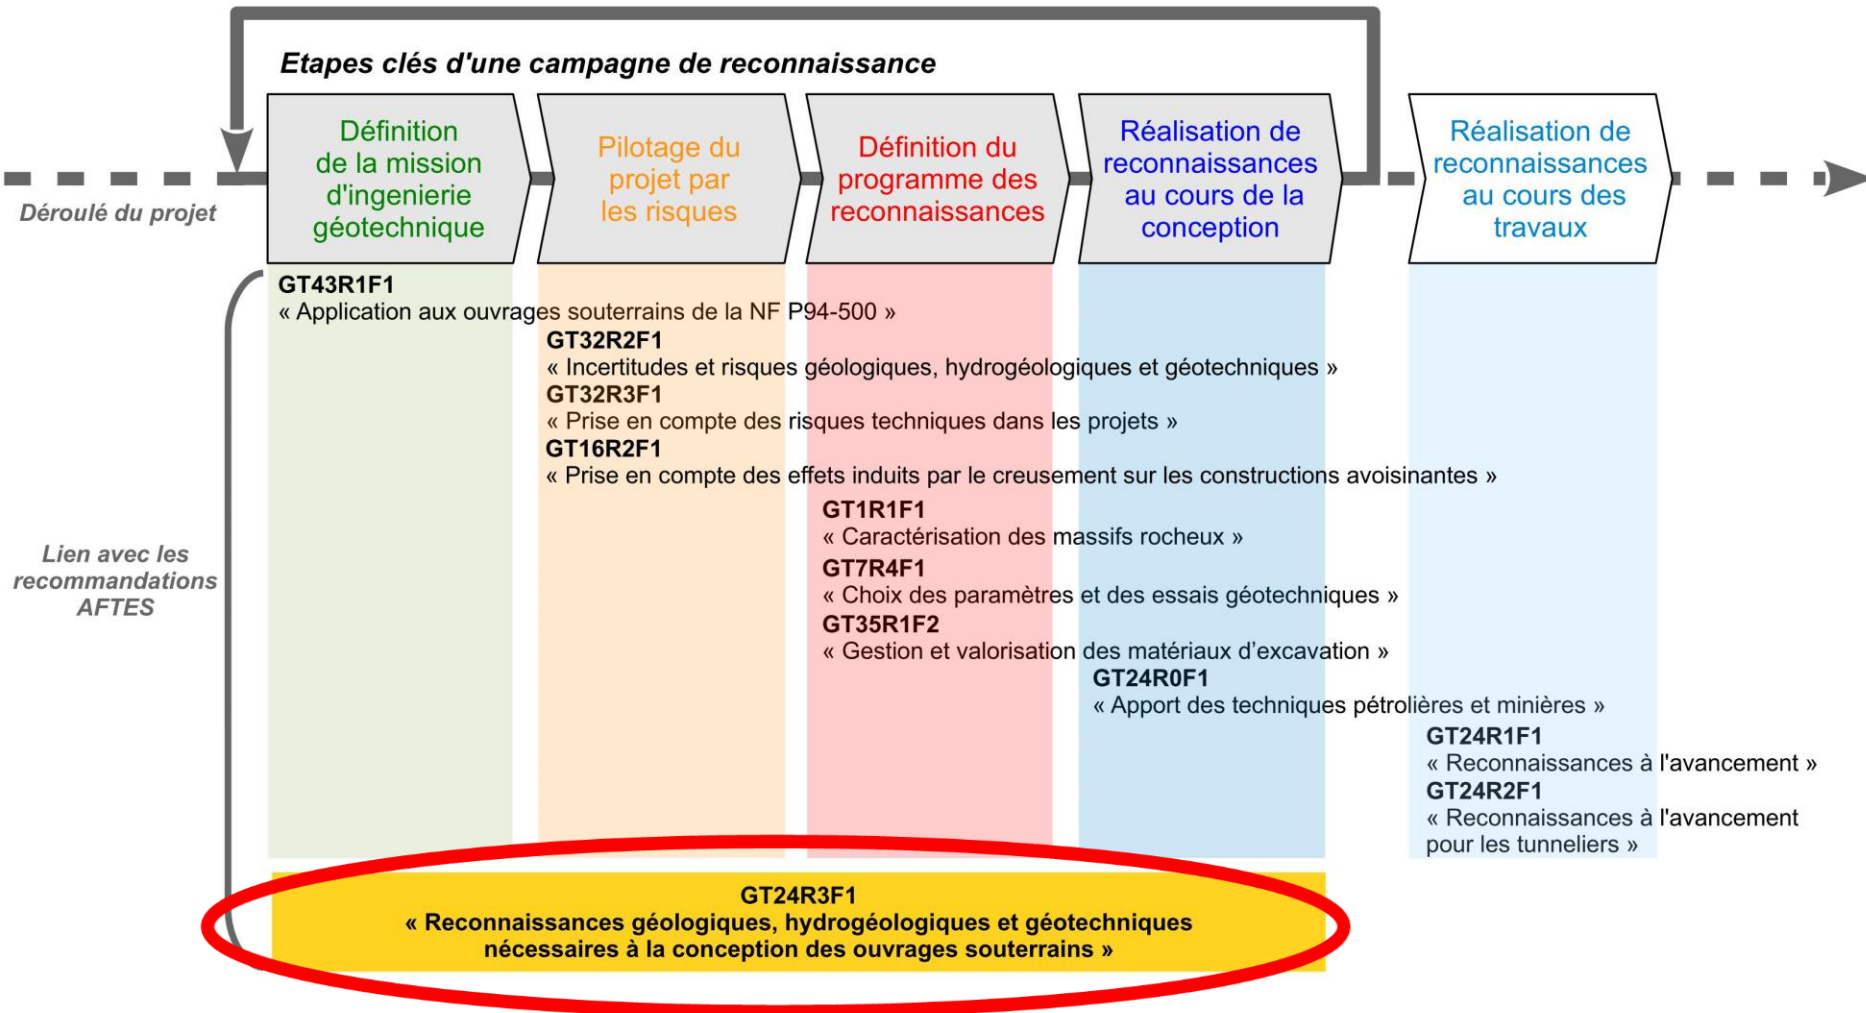 Etapes clés d'une campagne de reconnaissance
Définition
de la mission
d'ingenierie
géotechnique
Pilotage du
projet par
les risques
Définition du
programme des
reconnaissances
Réalisation de
reconnaissances
au cours de la
conception
Réalisation de
reconnaissances
au cours des
travaux
Déroulé du projet
GT43R1F1
« Application aux ouvrages souterrains de la NF P94-500 »
GT32R2F1
« Incertitudes et risques géologiques, hydrogéologiques et géotechniques »
GT32R3F1
« Prise en compte des risques techniques dans les projets »
GT16R2F1
« Prise en compte des effets induits par le creusement sur les constructions avoisinantes »
GT1R1F1
« Caractérisation des massifs rocheux »
GT7R4F1
« Choix des paramètres et des essais géotechniques »
GT35R1F2
« Gestion et valorisation des matériaux d’excavation »
GT24R0F1
« Apport des techniques pétrolières et minières »
GT24R1F1
« Reconnaissances à l'avancement »
GT24R2F1
« Reconnaissances à l'avancement
pour les tunneliers »
Lien avec les
recommandations
AFTES
GT24R3F1
« Reconnaissances géologiques, hydrogéologiques et géotechniques
nécessaires à la conception des ouvrages souterrains »